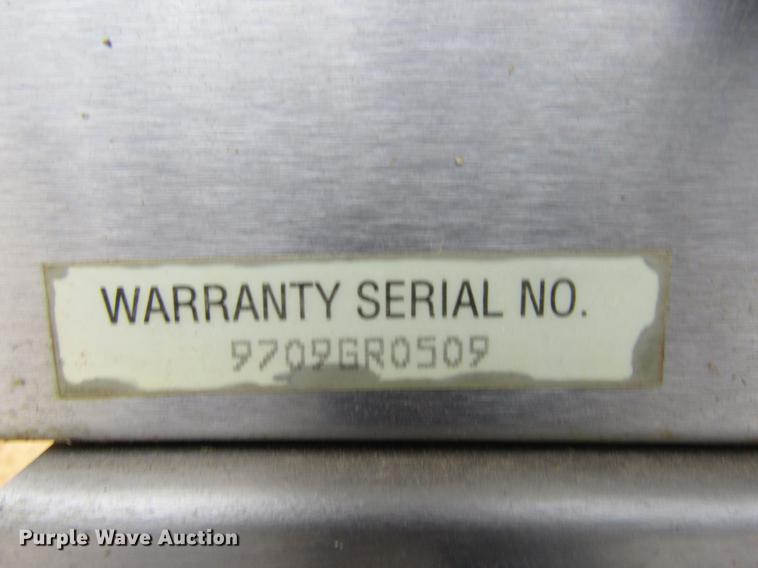 WARRANTY SERIAL NO.
9709GR0509
Purple Wave Auction